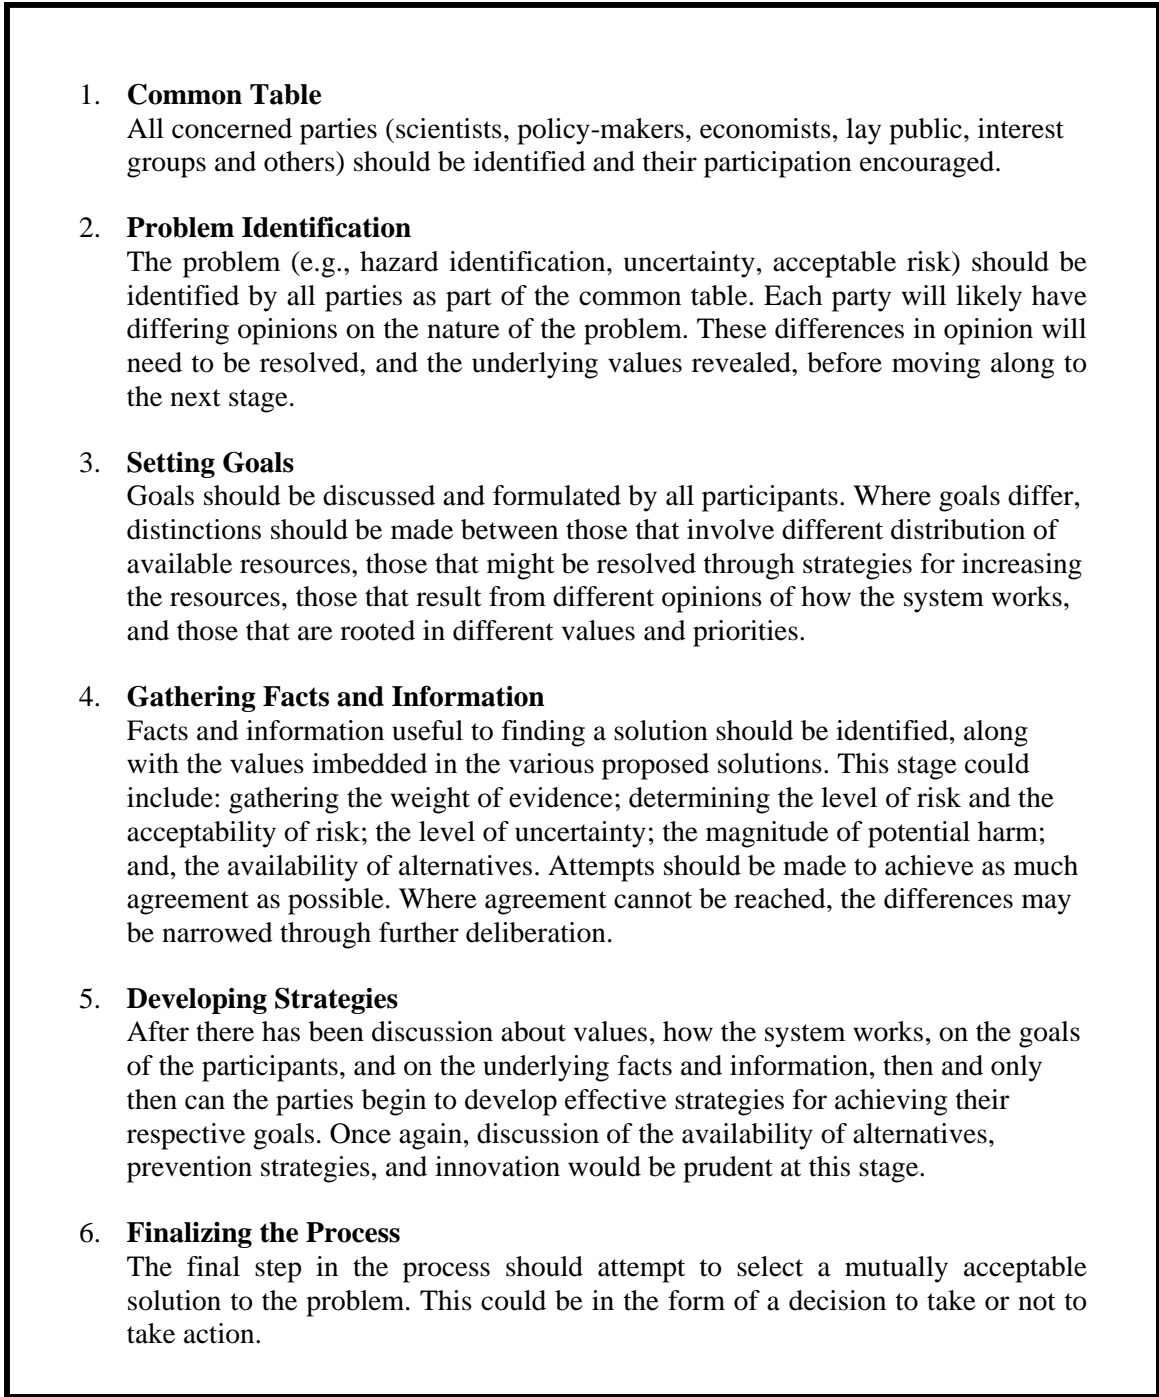 1. Common Table
All concerned parties (scientists, policy-makers, economists, lay public, interest
groups and others) should be identified and their participation encouraged.
2. Problem Identification
The problem (e.g., hazard identification, uncertainty, acceptable risk) should be
identified by all parties as part of the common table. Each party will likely have
differing opinions on the nature of the problem. These differences in opinion will
need to be resolved, and the underlying values revealed, before moving along to
the next stage.
3. Setting Goals
Goals should be discussed and formulated by all participants. Where goals differ,
distinctions should be made between those that involve different distribution of
available resources, those that might be resolved through strategies for increasing
the resources, those that result from different opinions of how the system works,
and those that are rooted in different values and priorities.
4. Gathering Facts and Information
Facts and information useful to finding a solution should be identified, along
with the values imbedded in the various proposed solutions. This stage could
include: gathering the weight of evidence; determining the level of risk and the
acceptability of risk; the level of uncertainty; the magnitude of potential harm;
and, the availability of alternatives. Attempts should be made to achieve as much
agreement as possible. Where agreement cannot be reached, the differences may
be narrowed through further deliberation.
5. Developing Strategies
After there has been discussion about values, how the system works, on the goals
of the participants, and on the underlying facts and information, then and only
then can the parties begin to develop effective strategies for achieving their
respective goals. Once again, discussion of the availability of alternatives,
prevention strategies, and innovation would be prudent at this stage.
6. Finalizing the Process
The final step in the process should attempt to select a mutually acceptable
solution to the problem. This could be in the form of a decision to take or not to
take action.